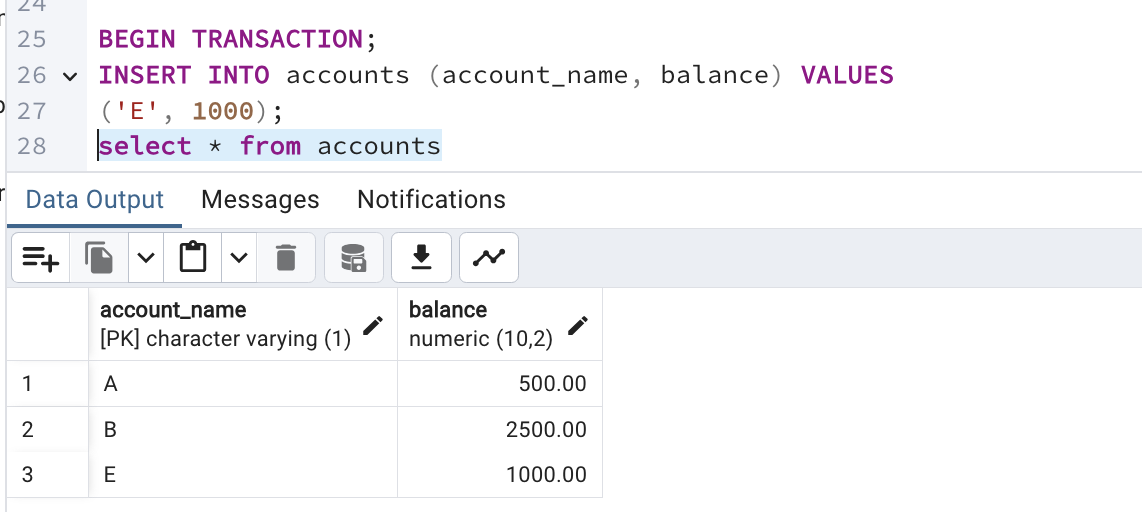 24
25 BEGIN TRANSACTION;
26 INSERT INTO accounts (account_name, balance) VALUES
27 ('E', 1000);
28 select * from accounts
Data Output Messages Notifications
account_name balance
[PK] character varying (1) numeric (10,2)
1 A 500.00
2 B 2500.00
3 E 1000.00